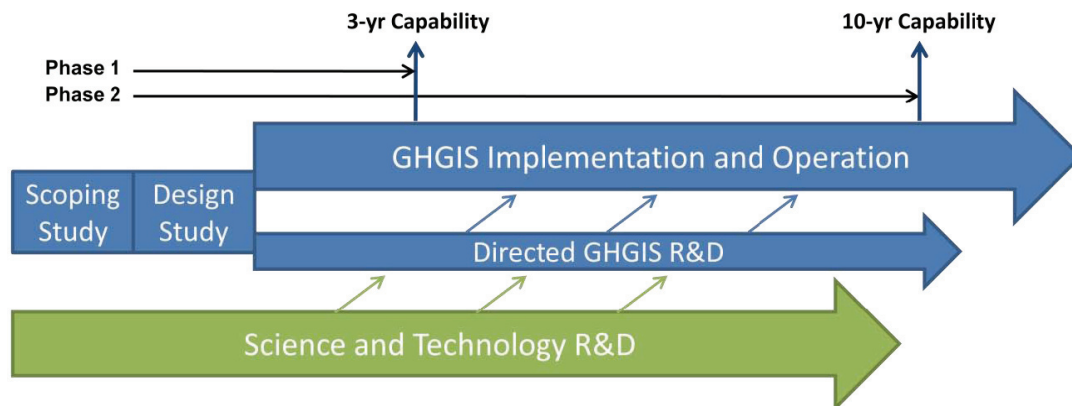 3-yr Capability
10-yr Capability
Phase 1
Phase 2
GHGIS Implementation and Operation
Scoping
Study
Design
Study
Directed GHGIS R&D
Science and Technology R&D